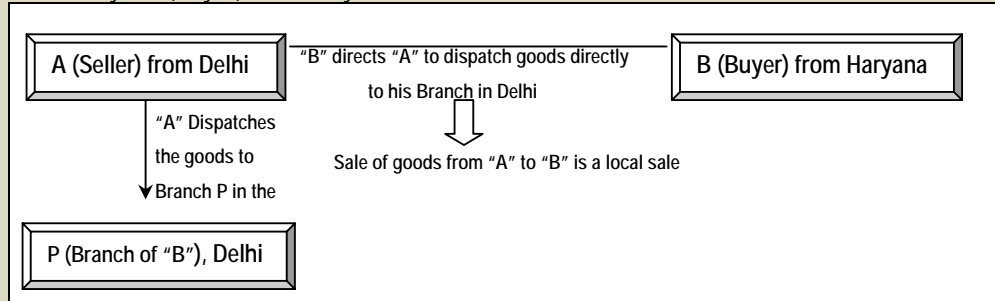 A (Seller) from Delhi
"B" directs "A" to dispatch goods directly
to his Branch in Delhi
B (Buyer) from Haryana
"A" Dispatches
the goods to
Branch P in the
Sale of goods from "A" to "B" is a local sale
P (Branch of "B"), Delhi